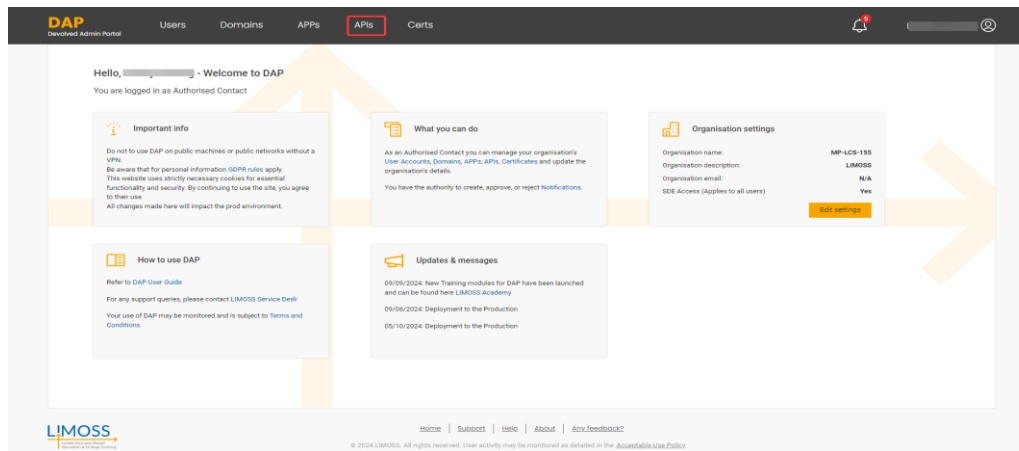 DAP
Devolved Admin Portal
Users
Domains
APPs
APIs
Certs
Hello, - Welcome to DAP
You are logged in as Authorised Contact
Important info
Do not to use DAP on public machines or public networks without a
VPN.
Be aware that for personal information GDPR rules apply.
This website uses strictly necessary cookies for essential
functionality and security. By continuing to use the site, you agree
to their use.
All changes made here will impact the prod environment.
What you can do
As an Authorised Contact you can manage your organisation's
User Accounts, Domains, APPs, APIs, Certificates and update the
organisation's details.
You have the authority to create, approve, or reject Notifications.
Organisation settings
Organisation name: MP-LCS-155
Organisation description: LIMOSS
Organisation email: N/A
SDE Access (Applies to all users) Yes
Edit settings
How to use DAP
Refer to DAP User Guide
For any support queries, please contact LIMOSS Service Desk
Your use of DAP may be monitored and is subject to Terms and
Conditions
Updates & messages
09/09/2024: New Training modules for DAP have been launched
and can be found here LIMOSS Academy
09/06/2024: Deployment to the Production
05/10/2024: Deployment to the Production
LIMOSS
Home | Support | Help | About | Any feedback?
© 2024 LIMOSS. All rights reserved. User activity may be monitored as detailed in the Acceptable Use Policy